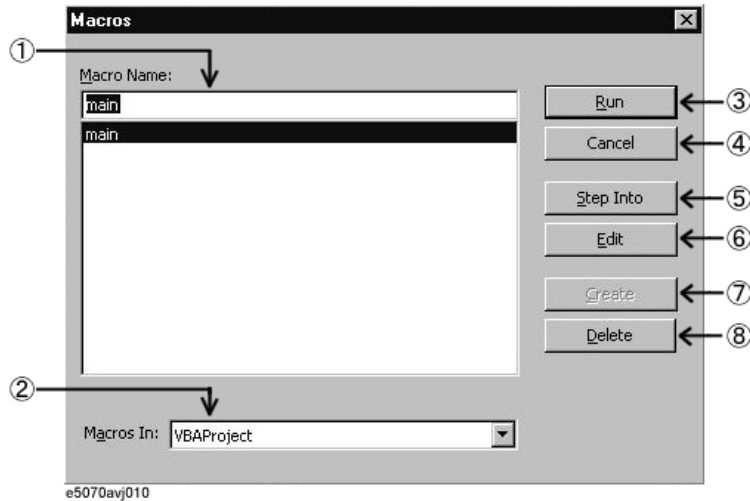 Macros
①
Macro Name:
main
main
Run ③
Cancel ④
Step Into ⑤
Edit ⑥
Create ⑦
Delete ⑧
②
Macros In: VBAProject
e5070avj010